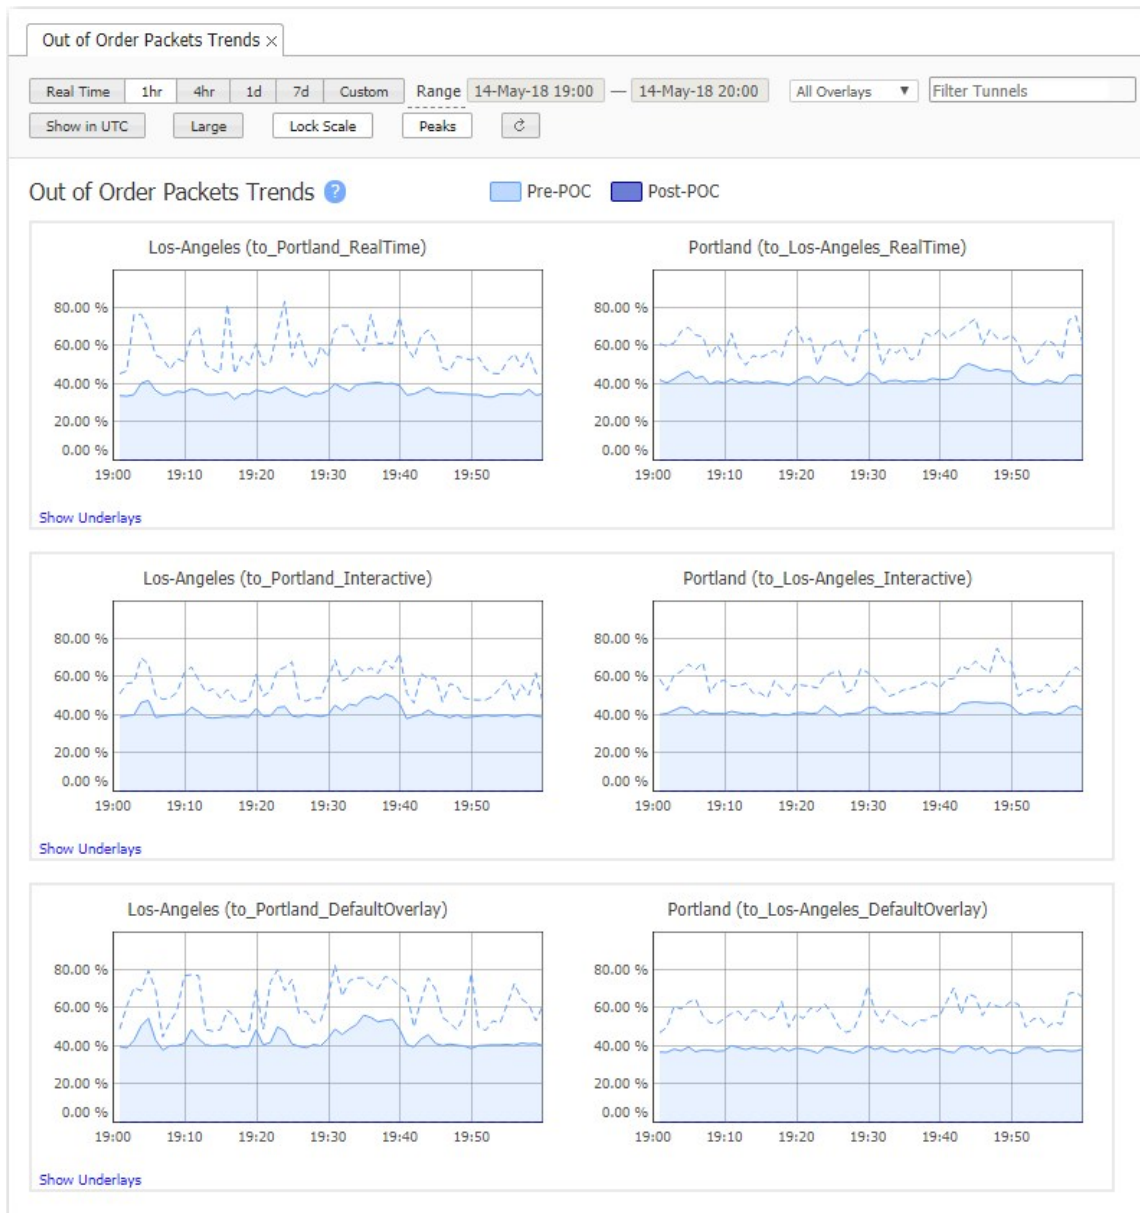 Out of Order Packets Trends ×
Real Time 1hr 4hr 1d 7d Custom Range 14-May-18 19:00 — 14-May-18 20:00 All Overlays ▼ Filter Tunnels
Show in UTC Large Lock Scale Peaks
Out of Order Packets Trends ? Pre-POC Post-POC
Los-Angeles (to_Portland_RealTime) Portland (to_Los-Angeles_RealTime)
80.00 % 80.00 %
60.00 % 60.00 %
40.00 % 40.00 %
20.00 % 20.00 %
0.00 % 0.00 %
19:00 19:10 19:20 19:30 19:40 19:50 19:00 19:10 19:20 19:30 19:40 19:50
Show Underlays
Los-Angeles (to_Portland_Interactive) Portland (to_Los-Angeles_Interactive)
80.00 % 80.00 %
60.00 % 60.00 %
40.00 % 40.00 %
20.00 % 20.00 %
0.00 % 0.00 %
19:00 19:10 19:20 19:30 19:40 19:50 19:00 19:10 19:20 19:30 19:40 19:50
Show Underlays
Los-Angeles (to_Portland_DefaultOverlay) Portland (to_Los-Angeles_DefaultOverlay)
80.00 % 80.00 %
60.00 % 60.00 %
40.00 % 40.00 %
20.00 % 20.00 %
0.00 % 0.00 %
19:00 19:10 19:20 19:30 19:40 19:50 19:00 19:10 19:20 19:30 19:40 19:50
Show Underlays